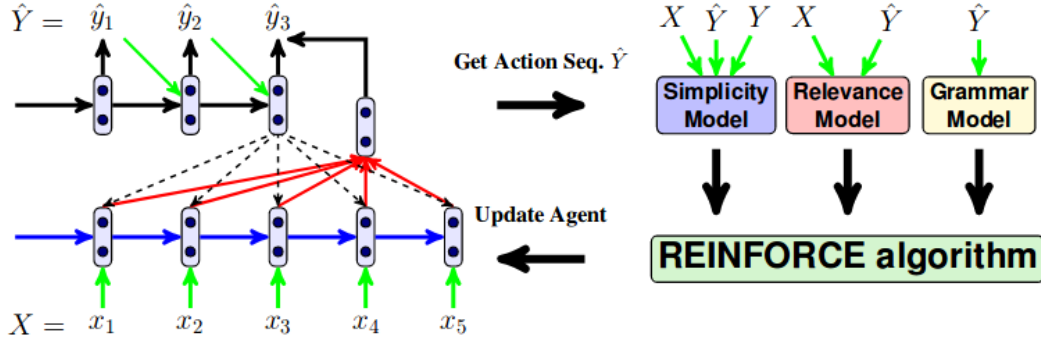 Ŷ = ŷ₁ ŷ₂ ŷ₃
Get Action Seq. Ŷ
X Ŷ Y
Simplicity
Model
X Ŷ
Relevance
Model
Ŷ
Grammar
Model
Update Agent
REINFORCE algorithm
X = x₁ x₂ x₃ x₄ x₅